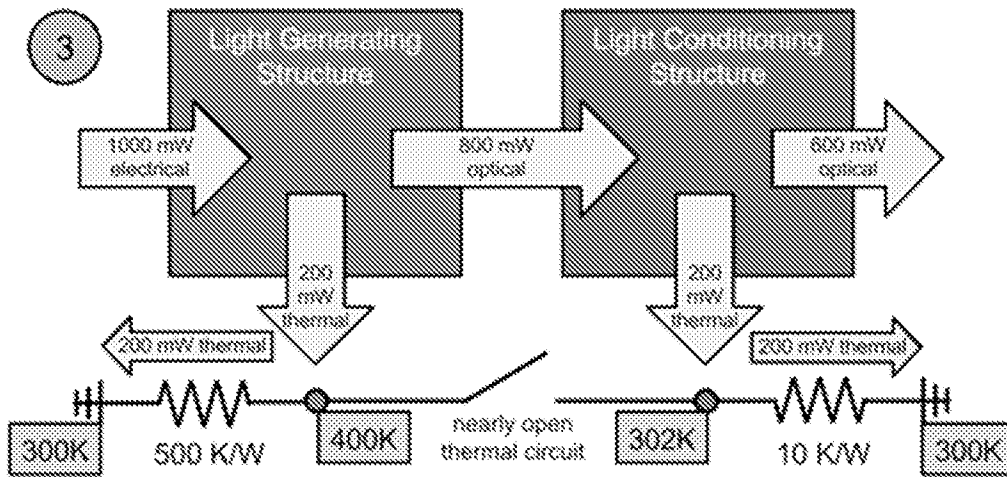 3
Light Generating
Structure
Light Conditioning
Structure
1000 mW
electrical
800 mW
optical
600 mW
optical
200
mW
thermal
200
mW
thermal
200 mW thermal
200 mW thermal
300K
500 K/W
400K
nearly open
thermal circuit
302K
10 K/W
300K